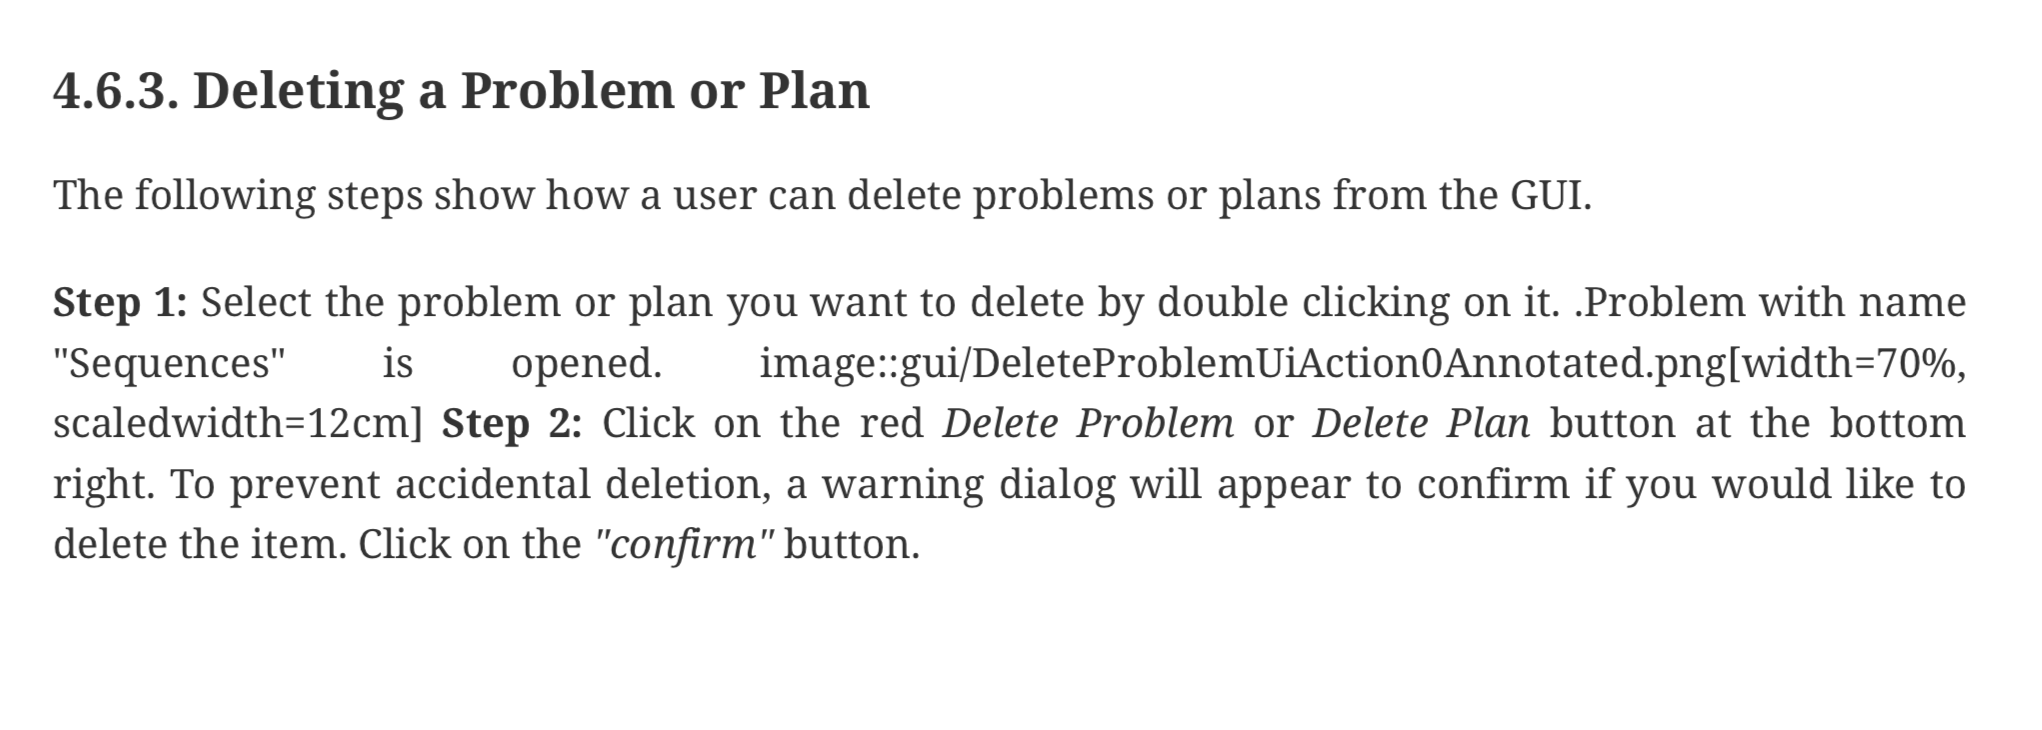 4.6.3. Deleting a Problem or Plan
The following steps show how a user can delete problems or plans from the GUI.
Step 1: Select the problem or plan you want to delete by double clicking on it. .Problem with name
"Sequences" is opened. image::gui/DeleteProblemUiAction0Annotated.png[width=70%,
scaledwidth=12cm] Step 2: Click on the red Delete Problem or Delete Plan button at the bottom
right. To prevent accidental deletion, a warning dialog will appear to confirm if you would like to
delete the item. Click on the "confirm" button.